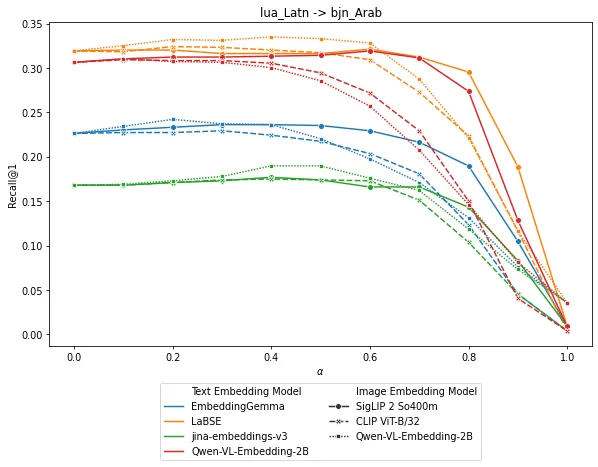 lua_Latn -> bjn_Arab
Recall@1
0.35
0.30
0.25
0.20
0.15
0.10
0.05
0.00
0.0 0.2 0.4 0.6 0.8 1.0
α
Text Embedding Model
EmbeddingGemma
LaBSE
jina-embeddings-v3
Qwen-VL-Embedding-2B
Image Embedding Model
SigLIP 2 So400m
CLIP ViT-B/32
Qwen-VL-Embedding-2B